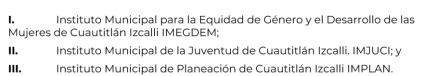 I. Instituto Municipal para la Equidad de Género y el Desarrollo de las
Mujeres de Cuautitlán Izcalli IMEGDEM;
II. Instituto Municipal de la Juventud de Cuautitlán Izcalli. IMJUCI; y
III. Instituto Municipal de Planeación de Cuautitlán Izcalli IMPLAN.